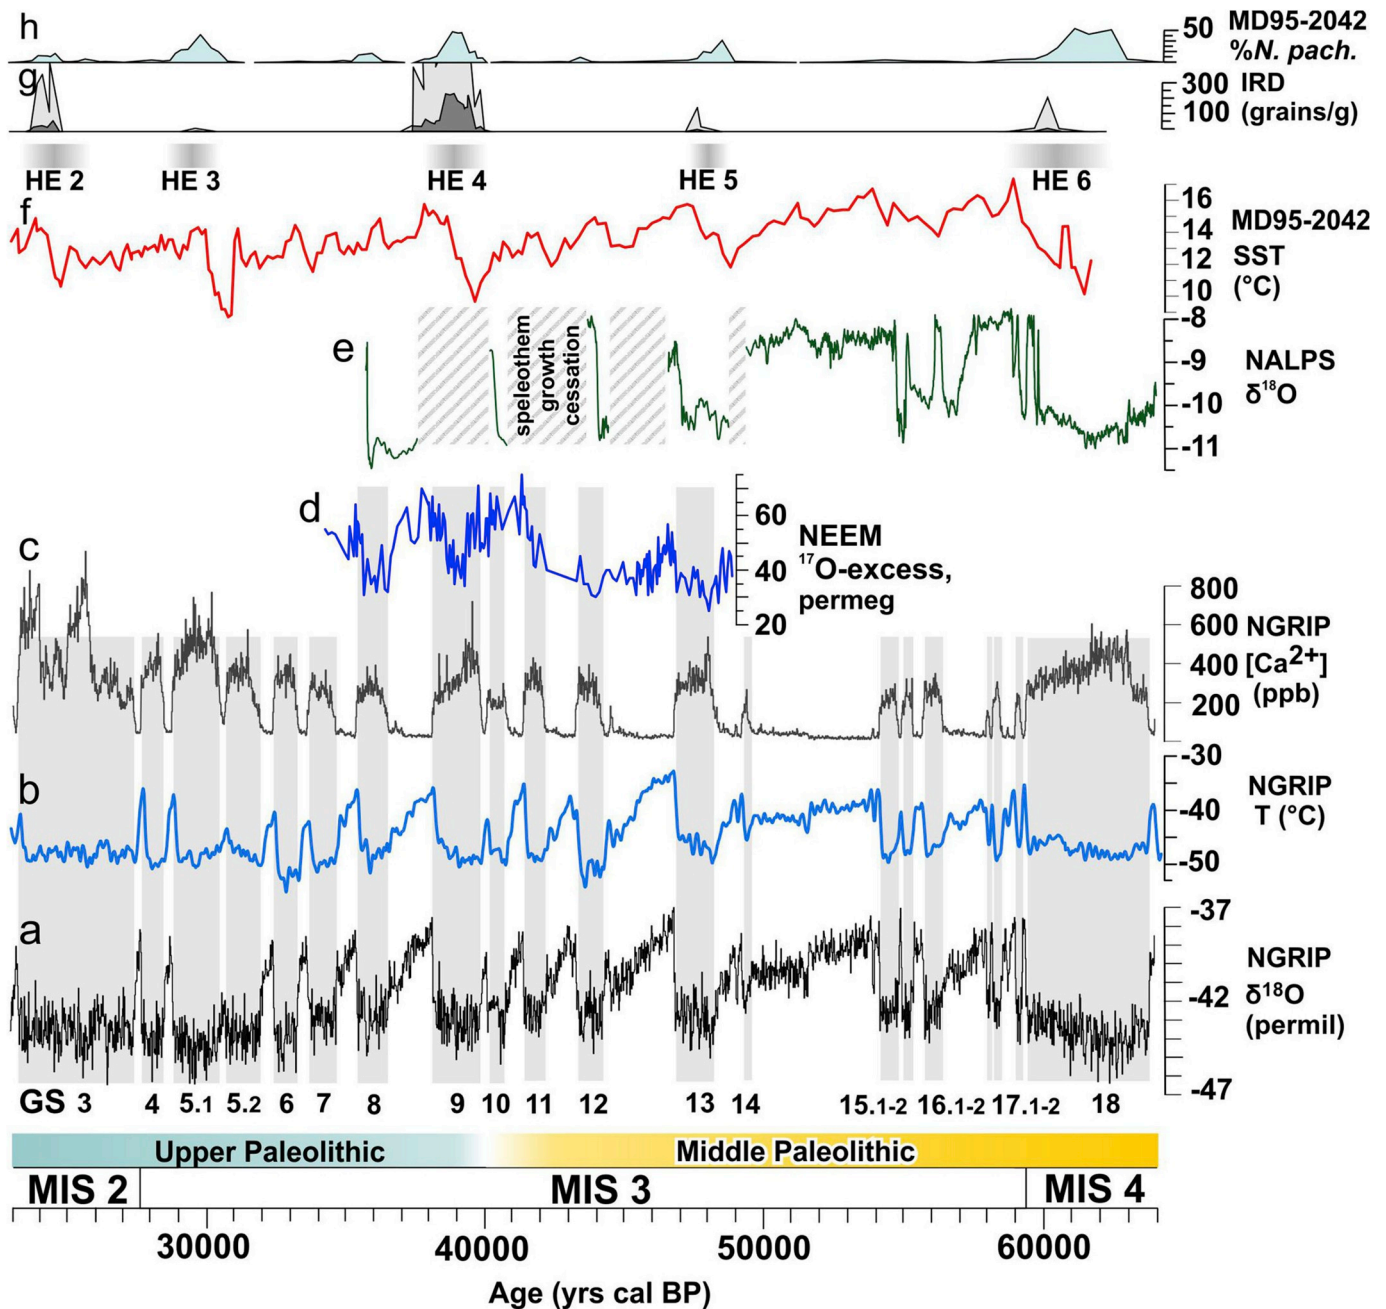 h
50
MD95-2042
%N. pach.
g
300
100
IRD
(grains/g)
HE 2
HE 3
HE 4
HE 5
HE 6
f
16
14
12
10
MD95-2042
SST
(°C)
e
speleothem
growth
cessation
-8
-9
-10
-11
NALPS
δ¹⁸O
d
60
40
20
NEEM
¹⁷O-excess,
permeg
c
800
600
400
200
NGRIP
[Ca²⁺]
(ppb)
b
-30
-40
-50
NGRIP
T (°C)
a
-37
-42
-47
NGRIP
δ¹⁸O
(permil)
GS 3 4 5.1 5.2 6 7 8 9 10 11 12 13 14 15.1-2 16.1-2 17.1-2 18
Upper Paleolithic Middle Paleolithic
MIS 2 MIS 3 MIS 4
30000 40000 50000 60000
Age (yrs cal BP)